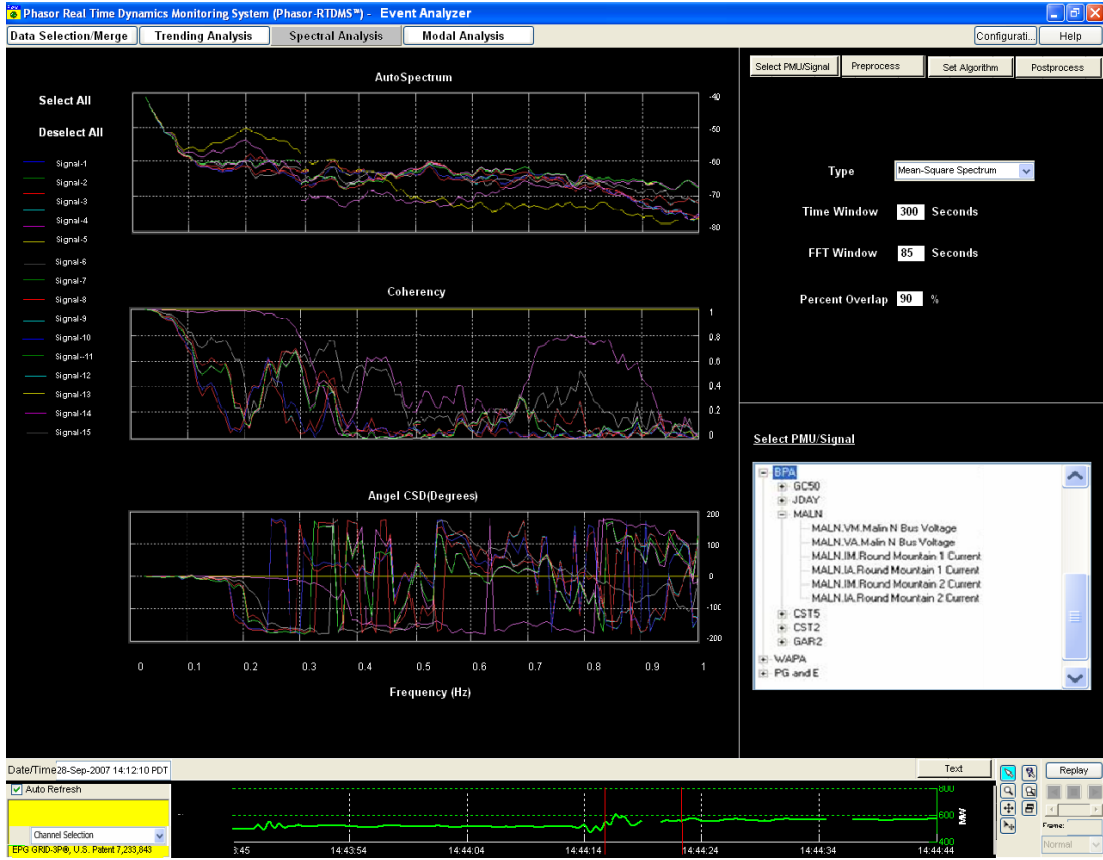 Phasor Real Time Dynamics Monitoring System (Phasor-RTDMS™) - Event Analyzer
Data Selection/Merge
Trending Analysis
Spectral Analysis
Modal Analysis
Configurati...
Help
Select PMU/Signal
Preprocess
Set Algorithm
Postprocess
Select All
Deselect All
Signal-1
Signal-2
Signal-3
Signal-4
Signal-5
Signal-6
Signal-7
Signal-8
Signal-9
Signal-10
Signal--11
Signal-12
Signal-13
Signal-14
Signal-15
AutoSpectrum
-40
-50
-60
-70
-80
Coherency
1
0.8
0.6
0.4
0.2
0
Angel CSD(Degrees)
200
100
0
-100
-200
0 0.1 0.2 0.3 0.4 0.5 0.6 0.7 0.8 0.9 1
Frequency (Hz)
Type Mean-Square Spectrum
Time Window 300 Seconds
FFT Window 85 Seconds
Percent Overlap 90 %
Select PMU/Signal
BPA
GC50
JDAY
MALN
MALN.VM.Malin N Bus Voltage
MALN.VA.Malin N Bus Voltage
MALN.IM.Round Mountain 1 Current
MALN.IA.Round Mountain 1 Current
MALN.IM.Round Mountain 2 Current
MALN.IA.Round Mountain 2 Current
CST5
CST2
GAR2
WAPA
PG and E
Date/Time 28-Sep-2007 14:12:10 PDT
Text
Auto Refresh
Channel Selection
EPG GRID-3P®, U.S. Patent 7,233,843
800
600
400
MW
3:45 14:43:54 14:44:04 14:44:14 14:44:24 14:44:34 14:44:44
Replay
Frame:
Normal